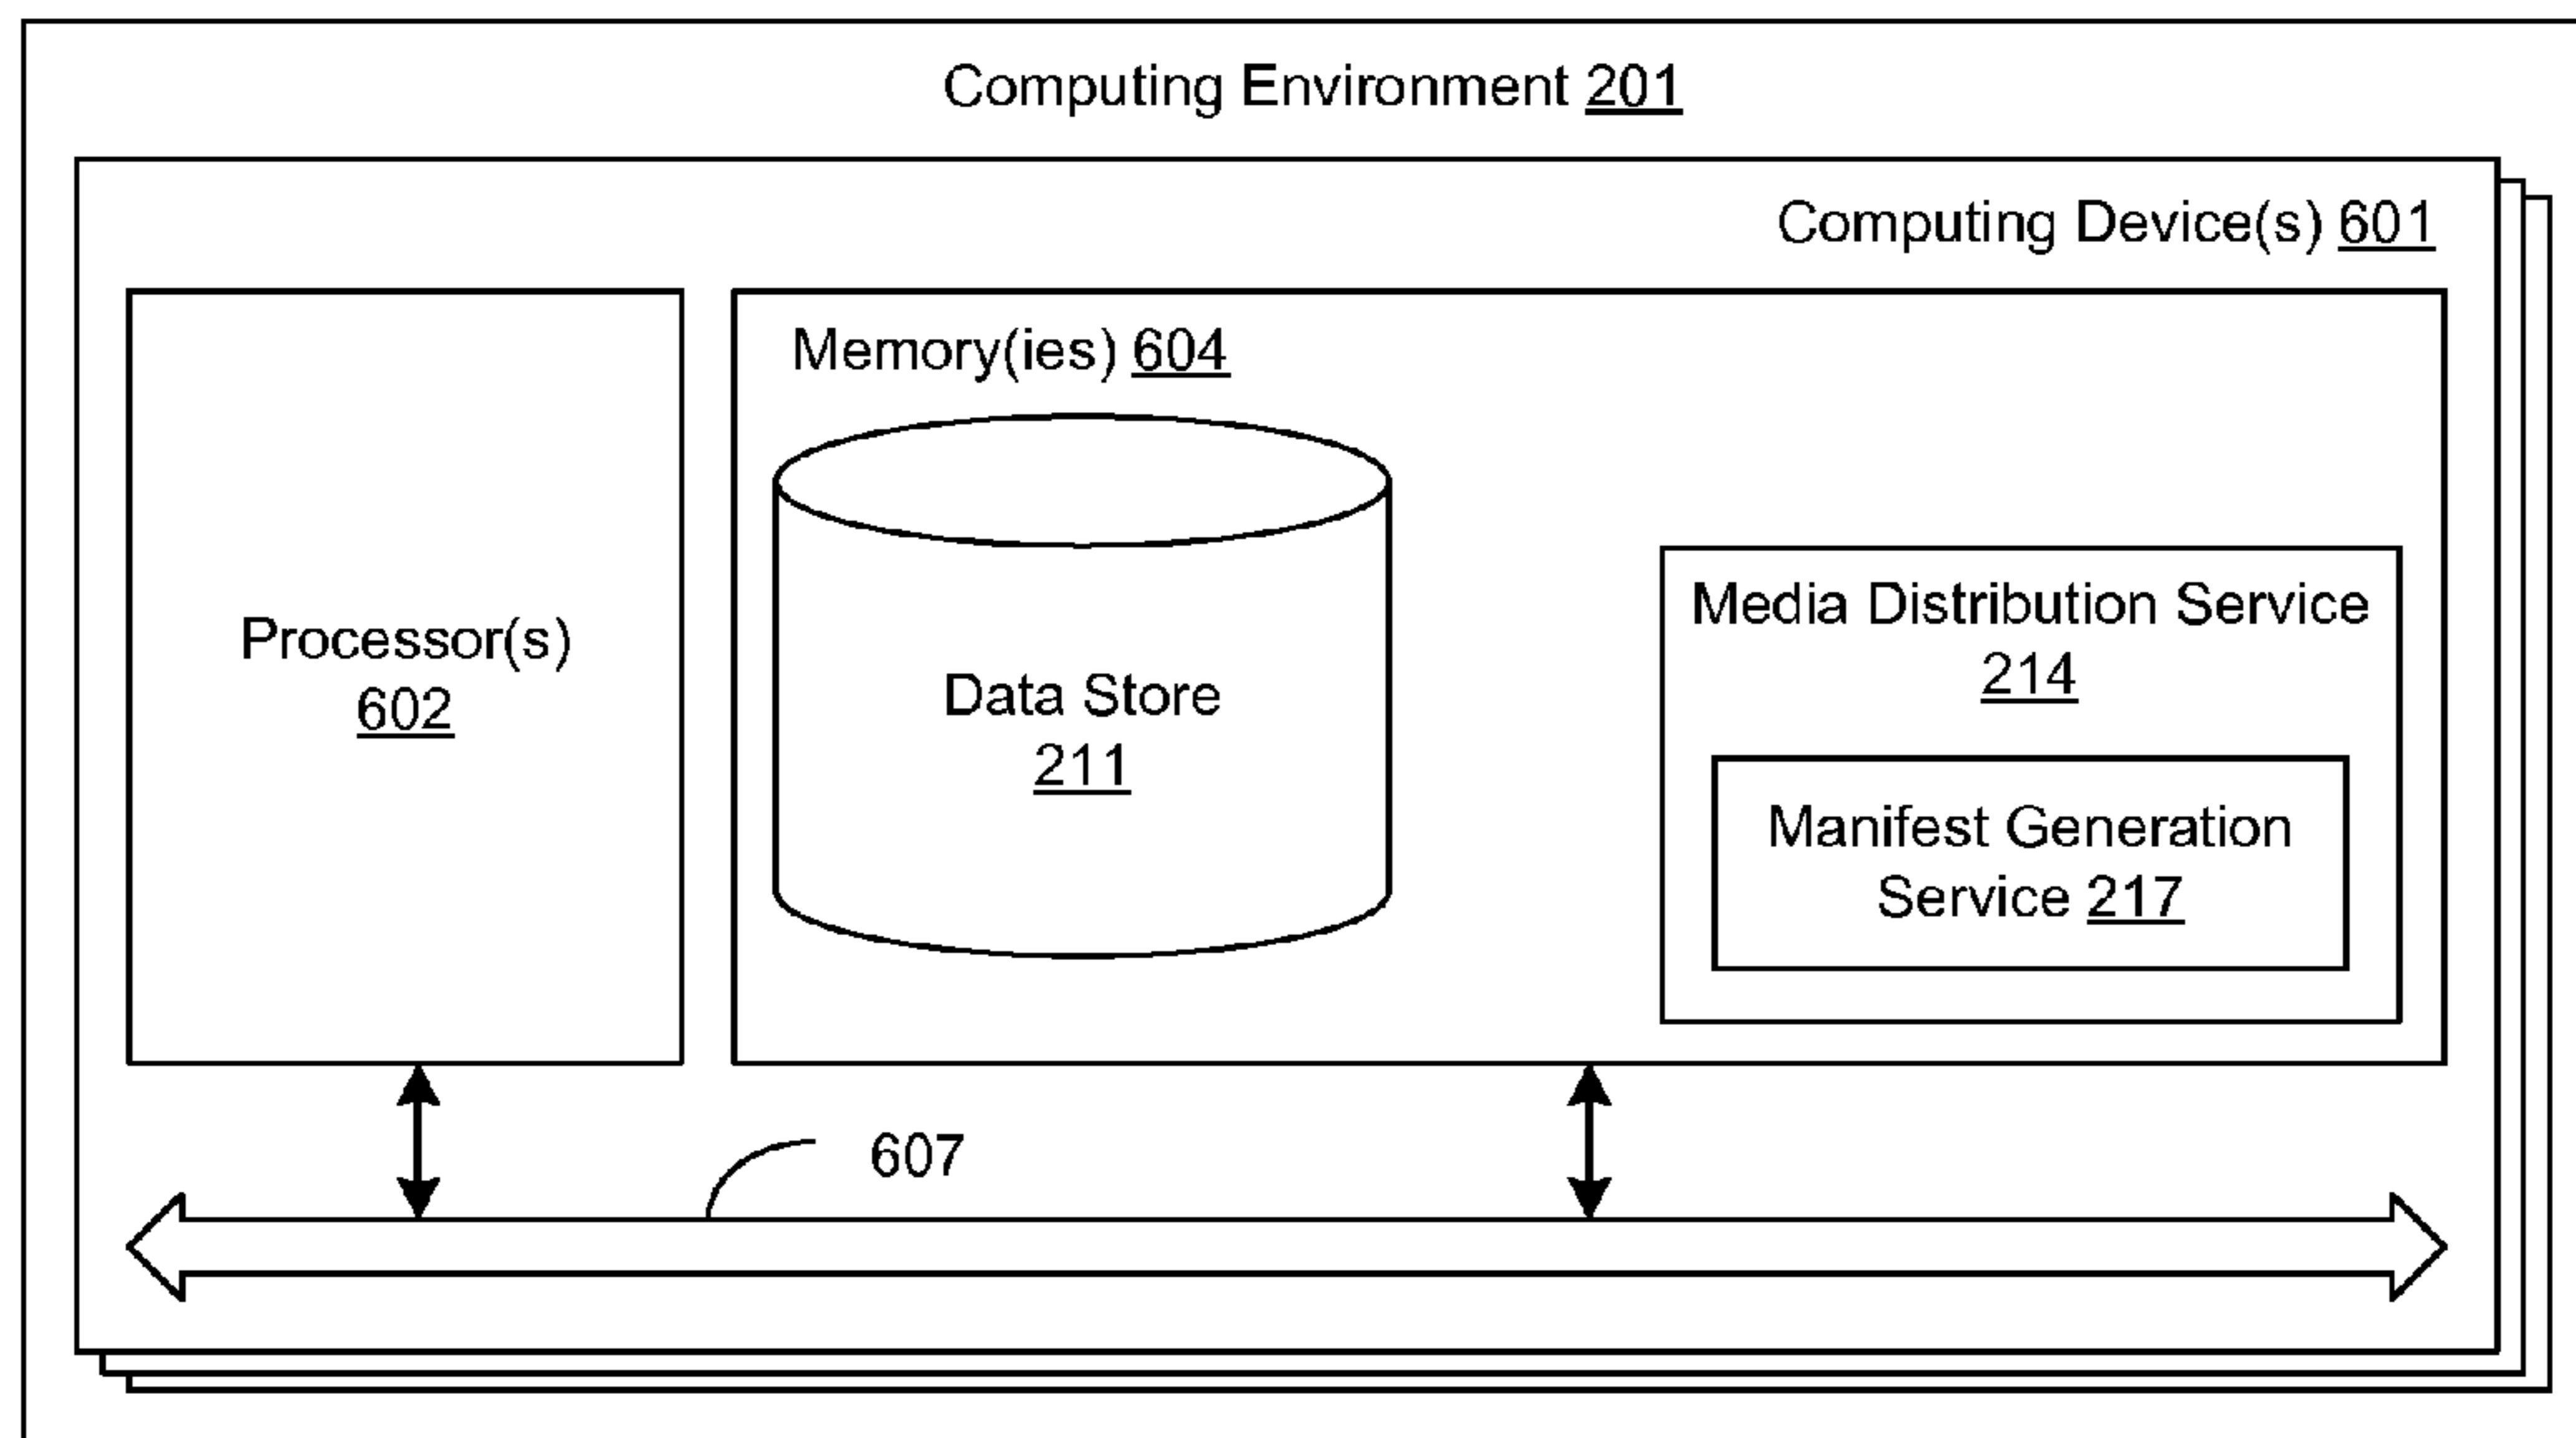 Computing Environment 201
Computing Device(s) 601
Processor(s)
602
Memory(ies) 604
Data Store
211
Media Distribution Service
214
Manifest Generation
Service 217
607